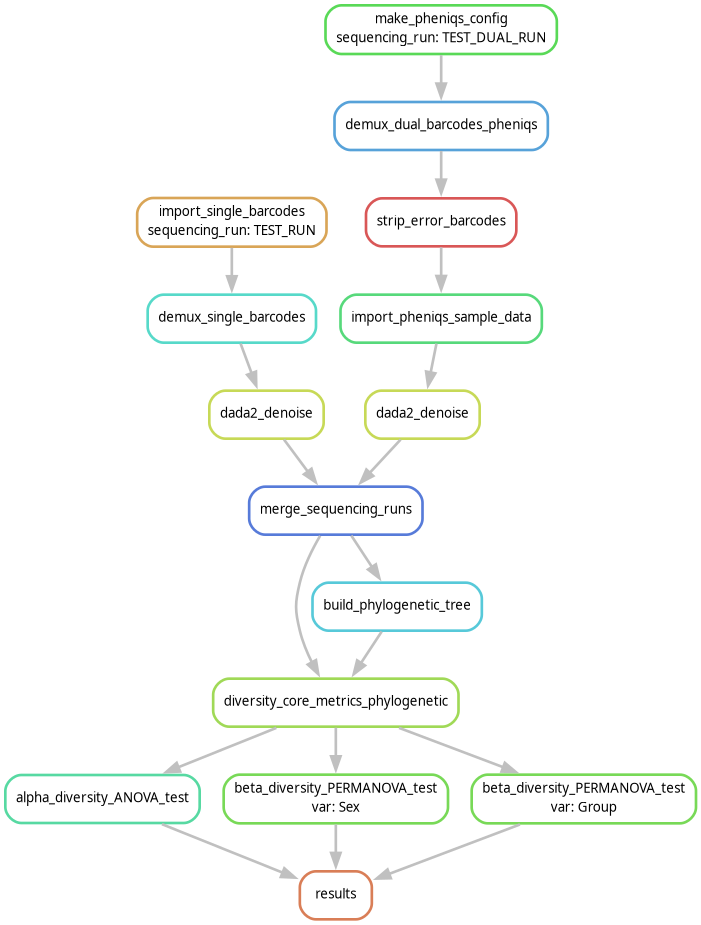 make_pheniqs_config
sequencing_run: TEST_DUAL_RUN
demux_dual_barcodes_pheniqs
import_single_barcodes
sequencing_run: TEST_RUN
strip_error_barcodes
demux_single_barcodes
import_pheniqs_sample_data
dada2_denoise
dada2_denoise
merge_sequencing_runs
build_phylogenetic_tree
diversity_core_metrics_phylogenetic
alpha_diversity_ANOVA_test
beta_diversity_PERMANOVA_test
var: Sex
beta_diversity_PERMANOVA_test
var: Group
results